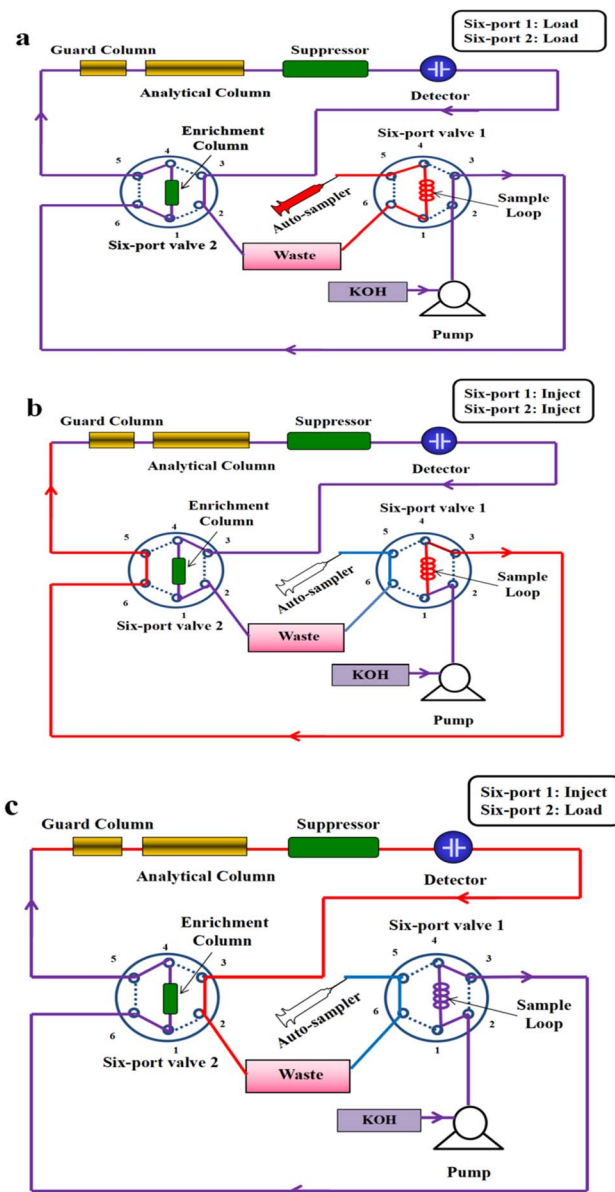 a
Six-port 1: Load
Six-port 2: Load
Guard Column
Suppressor
Analytical Column
Detector
Enrichment
Column
Six-port valve 1
5
4
3
6
1
2
5
4
3
6
1
2
Auto-sampler
Sample
Loop
Six-port valve 2
Waste
KOH
Pump
b
Six-port 1: Inject
Six-port 2: Inject
Guard Column
Suppressor
Analytical Column
Detector
Enrichment
Column
Six-port valve 1
5
4
3
6
1
2
5
4
3
6
1
2
Auto-sampler
Sample
Loop
Six-port valve 2
Waste
KOH
Pump
c
Six-port 1: Inject
Six-port 2: Load
Guard Column
Suppressor
Analytical Column
Detector
Enrichment
Column
Six-port valve 1
5
4
3
6
1
2
5
4
3
6
1
2
Auto-sampler
Sample
Loop
Six-port valve 2
Waste
KOH
Pump